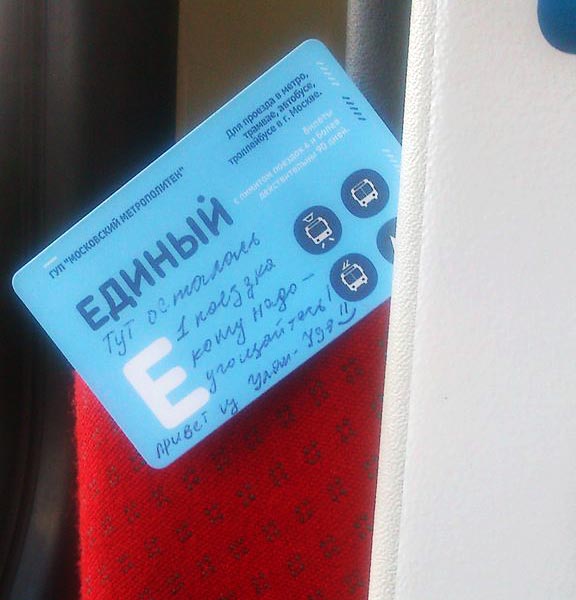 Для проезда в метро,
трамвае, автобусе,
троллейбусе в г. Москве.
Билеты
с лимитом поездок 4 и более
действительны 90 дней.
ГУП "МОСКОВСКИЙ МЕТРОПОЛИТЕН"
ЕДИНЫЙ
Тут осталась
1 поездка
кому надо –
угощайтесь!
привет из Улан-Удэ!!
Е